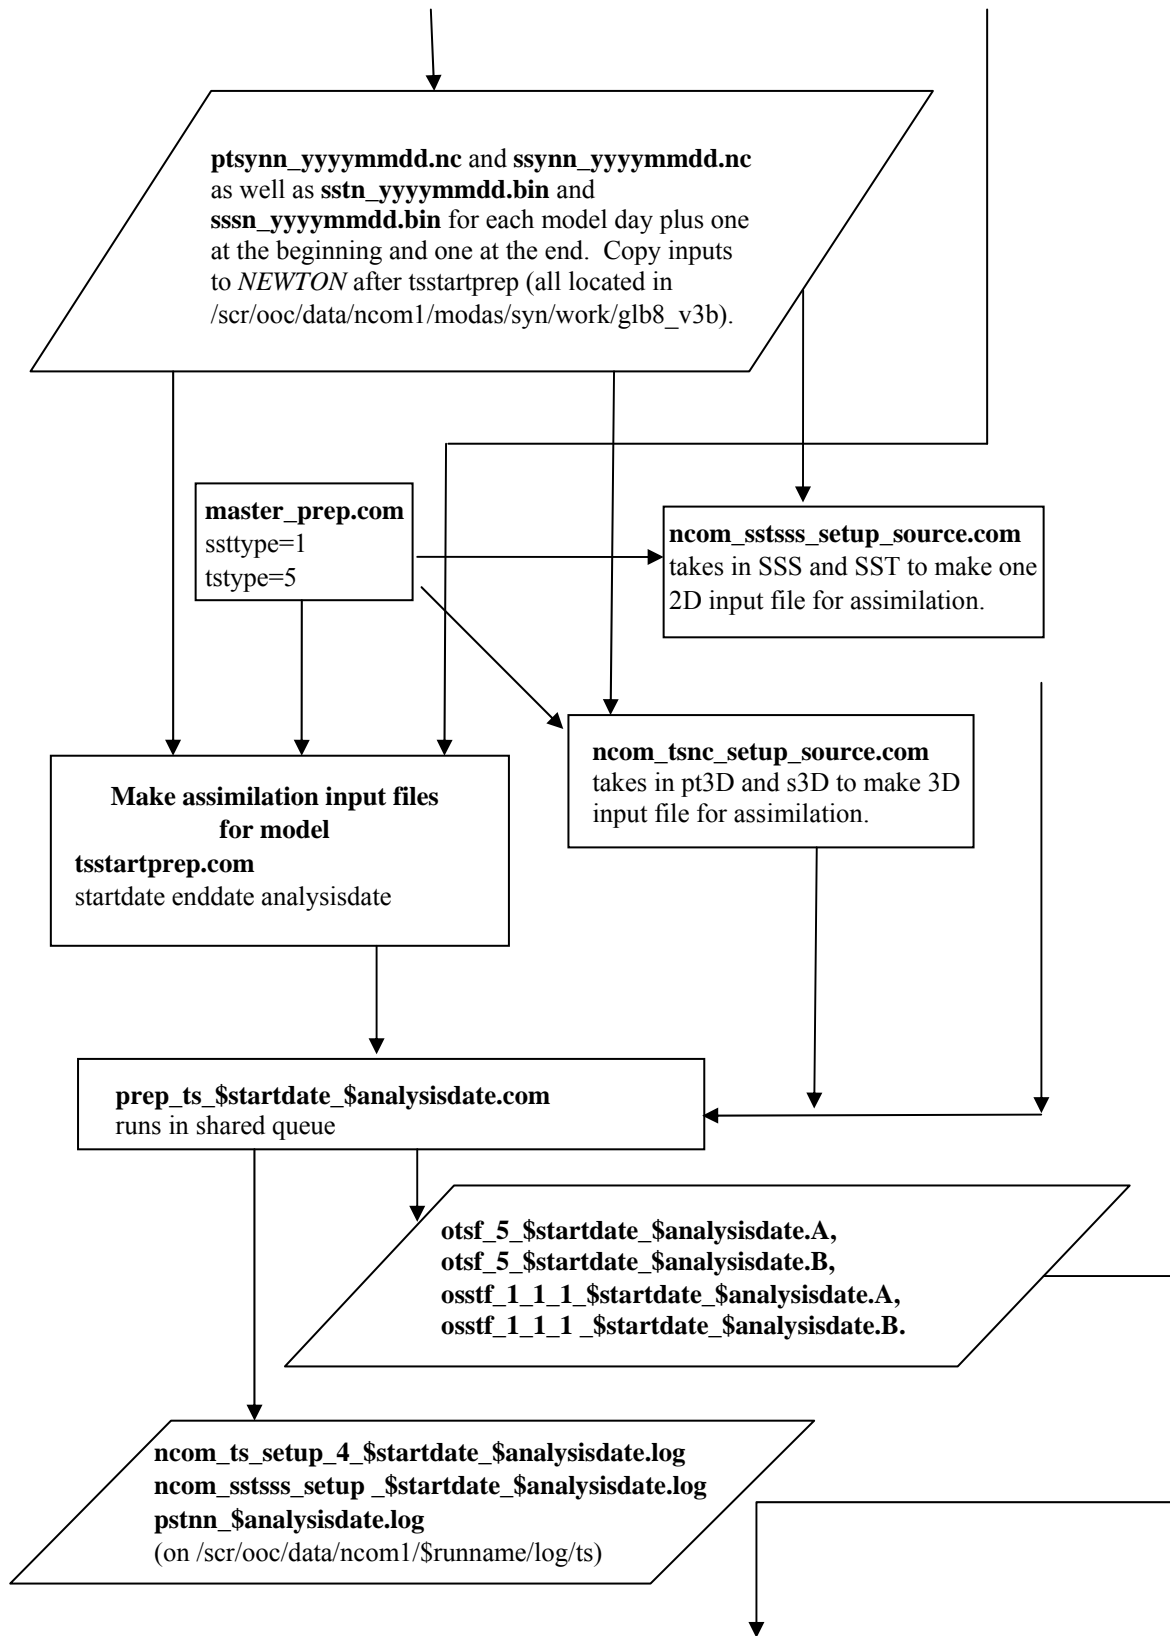 ptsynn_yyyymmdd.nc and ssynn_yyyymmdd.nc
as well as sstn_yyyymmdd.bin and
sssn_yyyymmdd.bin for each model day plus one
at the beginning and one at the end.  Copy inputs
to NEWTON after tsstartprep (all located in
/scr/ooc/data/ncom1/modas/syn/work/glb8_v3b).
master_prep.com
ssttype=1
tstype=5
ncom_sstsss_setup_source.com
takes in SSS and SST to make one
2D input file for assimilation.
ncom_tsnc_setup_source.com
takes in pt3D and s3D to make 3D
input file for assimilation.
Make assimilation input files
for model
tsstartprep.com
startdate enddate analysisdate
prep_ts_$startdate_$analysisdate.com
runs in shared queue
otsf_5_$startdate_$analysisdate.A,
otsf_5_$startdate_$analysisdate.B,
osstf_1_1_1_$startdate_$analysisdate.A,
osstf_1_1_1 _$startdate_$analysisdate.B.
ncom_ts_setup_4_$startdate_$analysisdate.log
ncom_sstsss_setup _$startdate_$analysisdate.log
pstnn_$analysisdate.log
(on /scr/ooc/data/ncom1/$runname/log/ts)